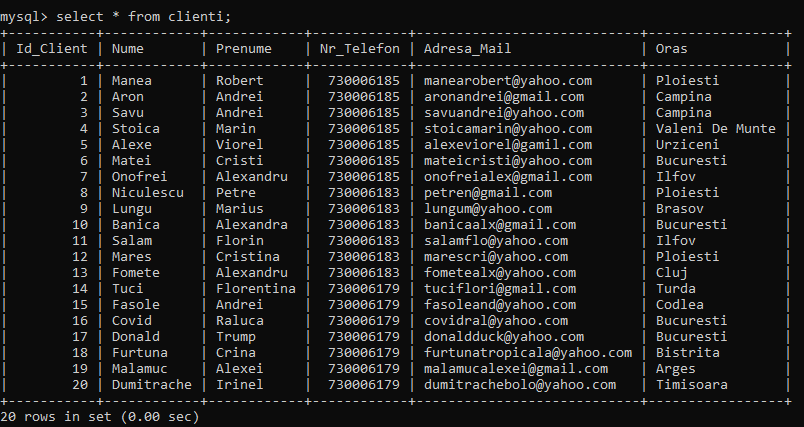 mysql> select * from clienti;
+-----------+------------+------------+------------+----------------------------+-----------------+
| Id_Client | Nume       | Prenume    | Nr_Telefon | Adresa_Mail                | Oras            |
+-----------+------------+------------+------------+----------------------------+-----------------+
|         1 | Manea      | Robert     |  730006185 | manearobert@yahoo.com      | Ploiesti        |
|         2 | Aron       | Andrei     |  730006185 | aronandrei@gmail.com       | Campina         |
|         3 | Savu       | Andrei     |  730006185 | savuandrei@yahoo.com       | Campina         |
|         4 | Stoica     | Marin      |  730006185 | stoicamarin@yahoo.com      | Valeni De Munte |
|         5 | Alexe      | Viorel     |  730006185 | alexeviorel@gamil.com      | Urziceni        |
|         6 | Matei      | Cristi     |  730006185 | mateicristi@yahoo.com      | Bucuresti       |
|         7 | Onofrei    | Alexandru  |  730006185 | onofreialex@gmail.com      | Ilfov           |
|         8 | Niculescu  | Petre      |  730006183 | petren@gmail.com           | Ploiesti        |
|         9 | Lungu      | Marius     |  730006183 | lungum@yahoo.com           | Brasov          |
|        10 | Banica     | Alexandra  |  730006183 | banicaalx@gmail.com        | Bucuresti       |
|        11 | Salam      | Florin     |  730006183 | salamflo@yahoo.com         | Ilfov           |
|        12 | Mares      | Cristina   |  730006183 | marescri@yahoo.com         | Ploiesti        |
|        13 | Fomete     | Alexandru  |  730006183 | fometealx@yahoo.com        | Cluj            |
|        14 | Tuci       | Florentina |  730006179 | tuciflori@gmail.com        | Turda           |
|        15 | Fasole     | Andrei     |  730006179 | fasoleand@yahoo.com        | Codlea          |
|        16 | Covid      | Raluca     |  730006179 | covidral@yahoo.com         | Bucuresti       |
|        17 | Donald     | Trump      |  730006179 | donaldduck@yahoo.com       | Bucuresti       |
|        18 | Furtuna    | Crina      |  730006179 | furtunatropicala@yahoo.com | Bistrita        |
|        19 | Malamuc    | Alexei     |  730006179 | malamucalexei@gmail.com    | Arges           |
|        20 | Dumitrache | Irinel     |  730006179 | dumitrachebolo@yahoo.com   | Timisoara       |
+-----------+------------+------------+------------+----------------------------+-----------------+
20 rows in set (0.00 sec)